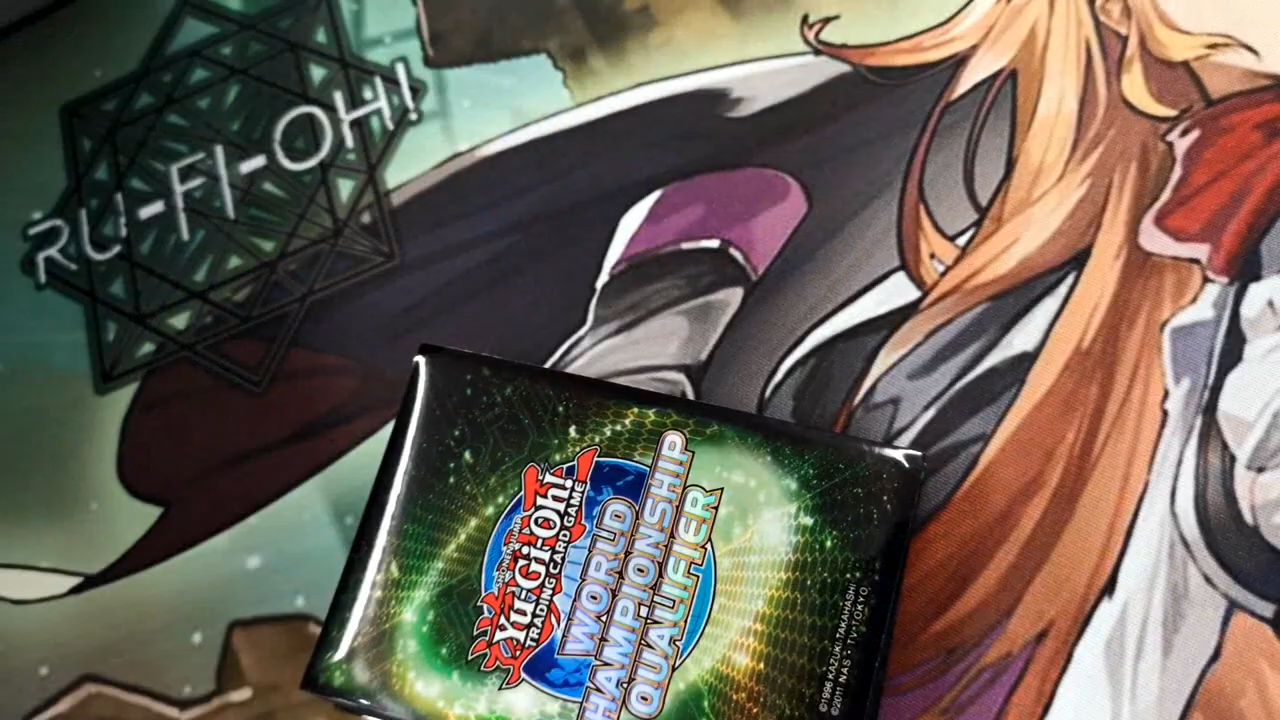 RU-FI-OH!
SHONEN JUMP
Yu-Gi-Oh!
TRADING CARD GAME
WORLD
CHAMPIONSHIP
QUALIFIER
©1996 KAZUKI TAKAHASHI
©2011 NAS • TV TOKYO